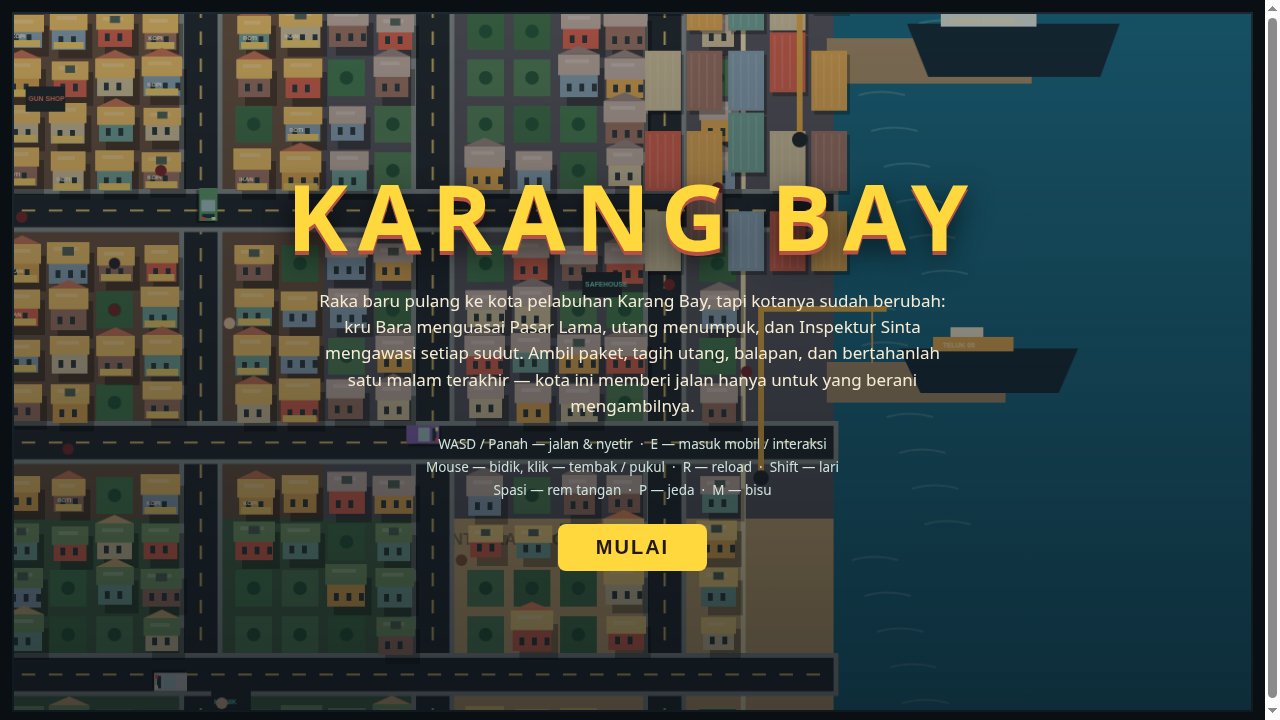 GUN SHOP
KARANG BAY
SAFEHOUSE
Raka baru pulang ke kota pelabuhan Karang Bay, tapi kotanya sudah berubah:
kru Bara menguasai Pasar Lama, utang menumpuk, dan Inspektur Sinta
mengawasi setiap sudut. Ambil paket, tagih utang, balapan, dan bertahanlah
satu malam terakhir — kota ini memberi jalan hanya untuk yang berani
mengambilnya.
WASD / Panah — jalan & nyetir · E — masuk mobil / interaksi
Mouse — bidik, klik — tembak / pukul · R — reload · Shift — lari
Spasi — rem tangan · P — jeda · M — bisu
MULAI